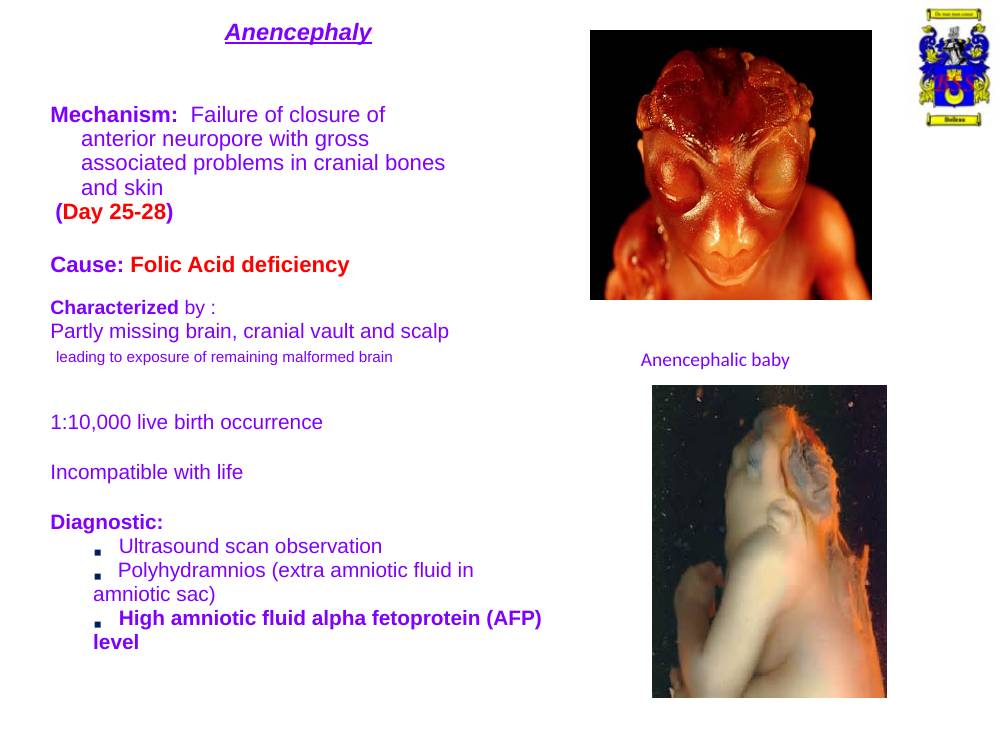 Anencephaly
Mechanism: Failure of closure of
anterior neuropore with gross
associated problems in cranial bones
and skin
(Day 25-28)
Cause: Folic Acid deficiency
Characterized by :
Partly missing brain, cranial vault and scalp
leading to exposure of remaining malformed brain
1:10,000 live birth occurrence
Incompatible with life
Diagnostic:
▪ Ultrasound scan observation
▪ Polyhydramnios (extra amniotic fluid in
amniotic sac)
▪ High amniotic fluid alpha fetoprotein (AFP)
level
Anencephalic baby